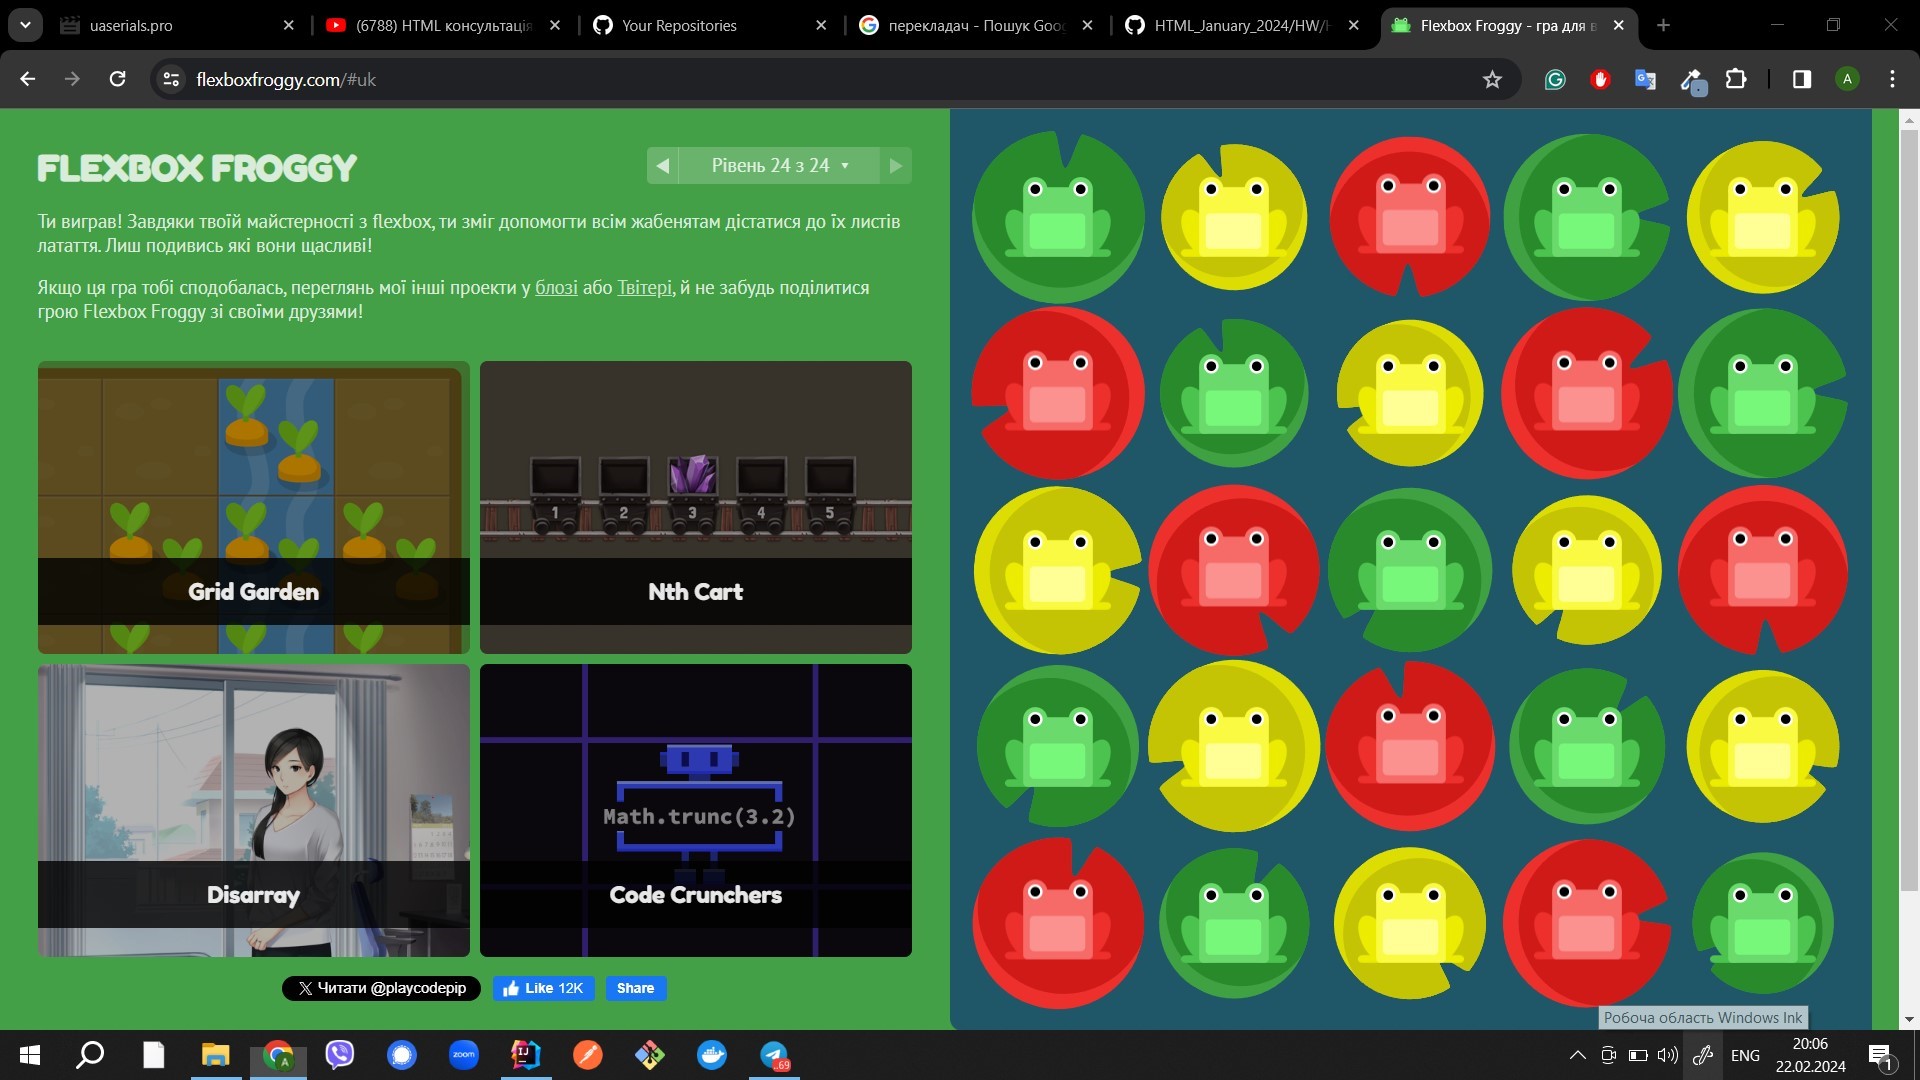 uaserials.pro
(6788) HTML консультація
Your Repositories
перекладач - Пошук Goog
HTML_January_2024/HW/H
Flexbox Froggy - гра для в
flexboxfroggy.com/#uk
A
FLEXBOX FROGGY
Рівень 24 з 24
Ти виграв! Завдяки твоїй майстерності з flexbox, ти зміг допомогти всім жабенятам дістатися до їх листів
латаття. Лиш подивись які вони щасливі!
Якщо ця гра тобі сподобалась, переглянь мої інші проекти у блозі або Твітері, й не забудь поділитися
грою Flexbox Froggy зі своїми друзями!
1 2 3 4 5
Grid Garden
Nth Cart
Math.trunc(3.2)
Disarray
Code Crunchers
Читати @playcodepip
Like 12K
Share
Робоча область Windows Ink
A
zoom
IJ
..69
ENG
20:06
22.02.2024
1